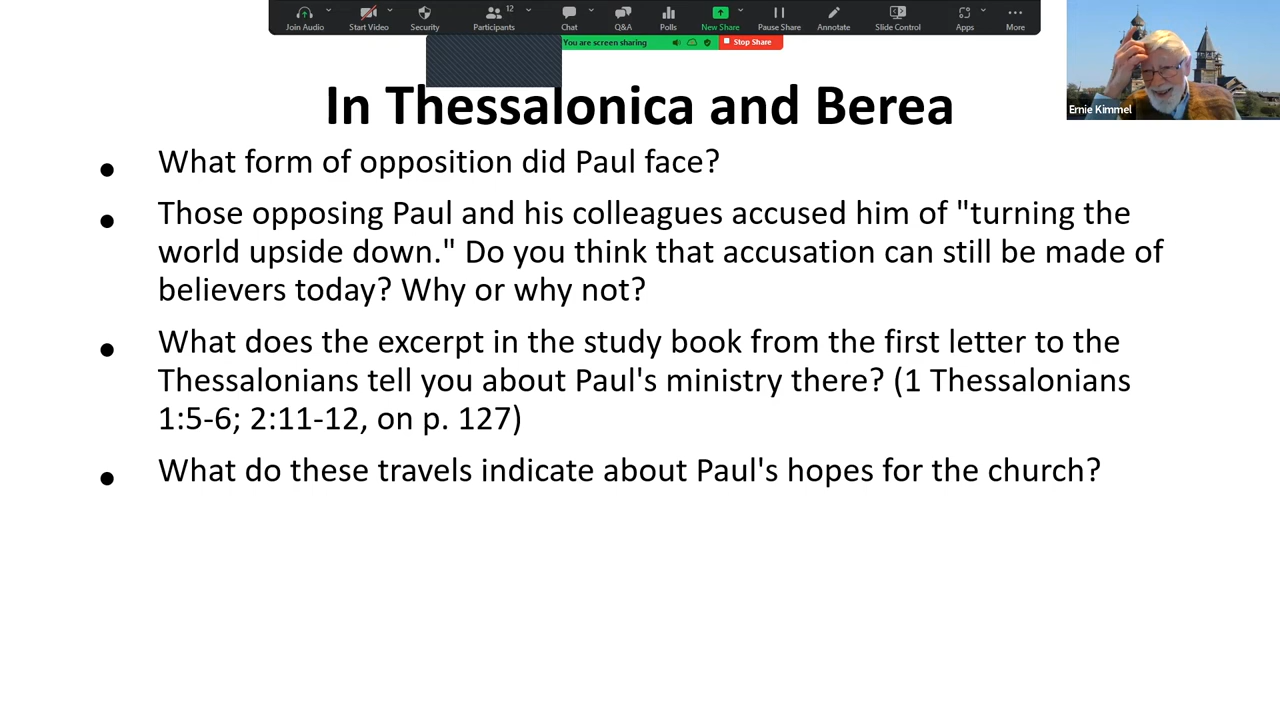 Join Audio
Start Video
Security
Participants
12
Chat
Q&A
Polls
New Share
Pause Share
Annotate
Slide Control
Apps
More
You are screen sharing
Stop Share
Ernie Kimmel
In Thessalonica and Berea
• What form of opposition did Paul face?
• Those opposing Paul and his colleagues accused him of "turning the
world upside down." Do you think that accusation can still be made of
believers today? Why or why not?
• What does the excerpt in the study book from the first letter to the
Thessalonians tell you about Paul's ministry there? (1 Thessalonians
1:5-6; 2:11-12, on p. 127)
• What do these travels indicate about Paul's hopes for the church?